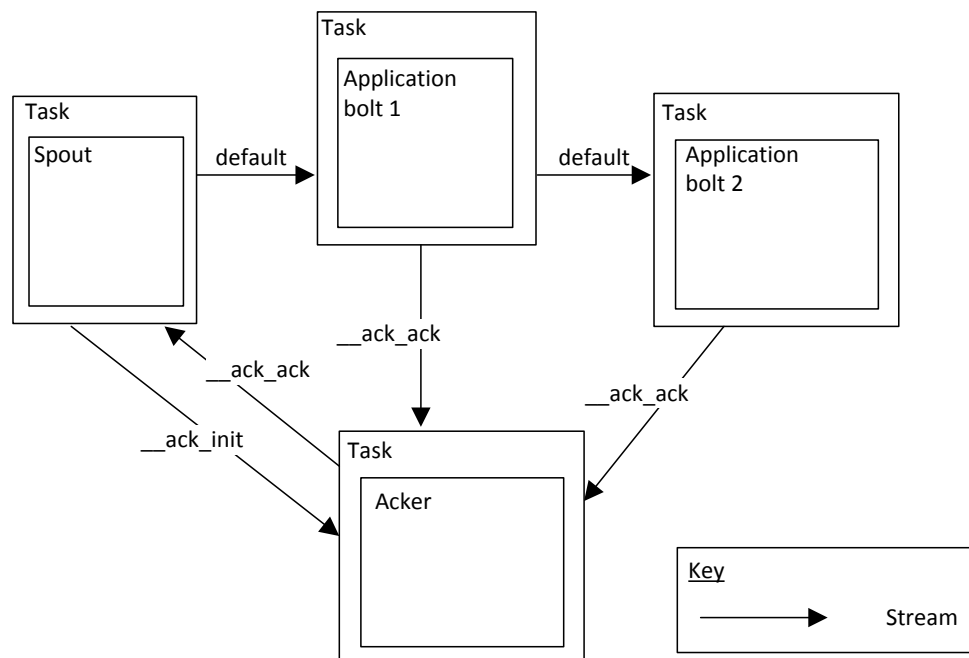 Task
Application
bolt 1
Task
Spout
default
default
Task
Application
bolt 2
__ack_ack
__ack_ack
__ack_ack
__ack_init
Task
Acker
Key
Stream